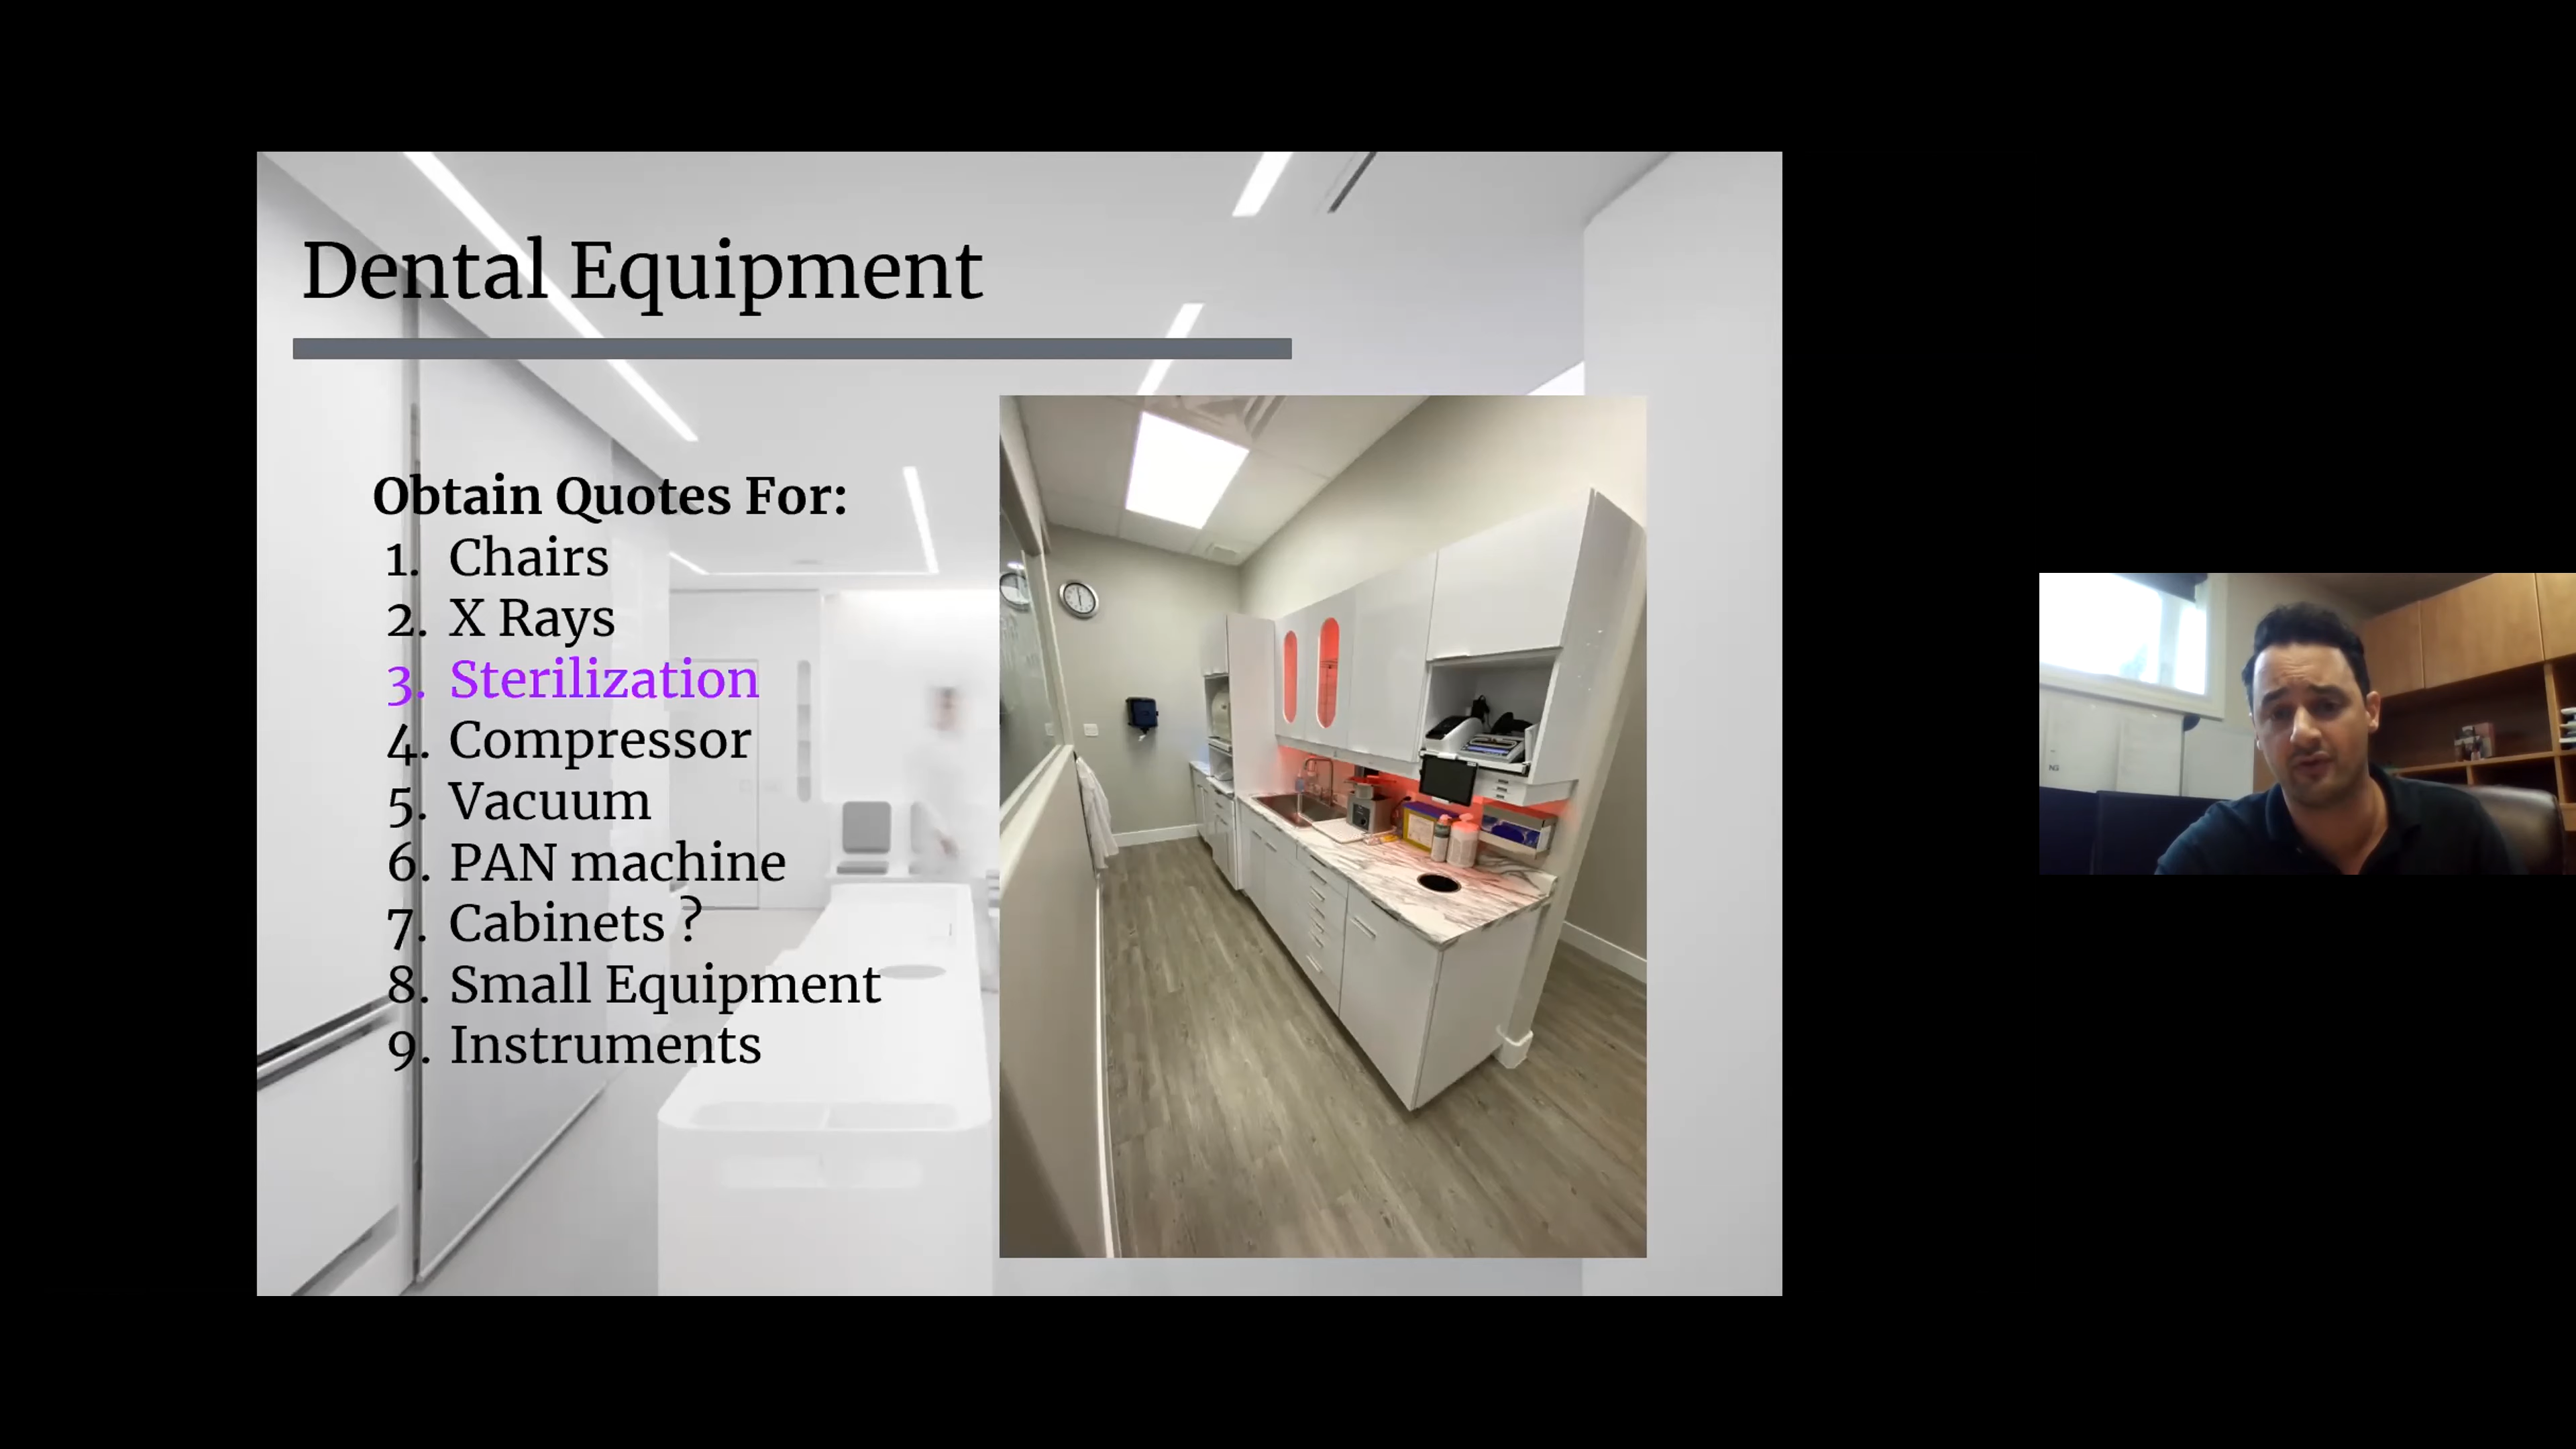 Dental Equipment
Obtain Quotes For:
1. Chairs
2. X Rays
3. Sterilization
4. Compressor
5. Vacuum
6. PAN machine
7. Cabinets ?
8. Small Equipment
9. Instruments